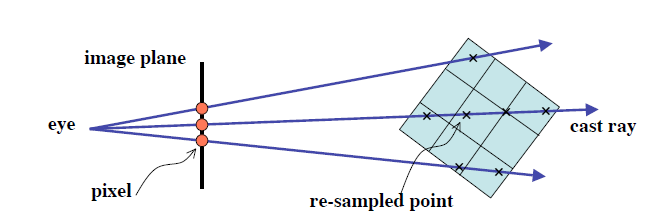 image plane
eye
cast ray
pixel
re-sampled point